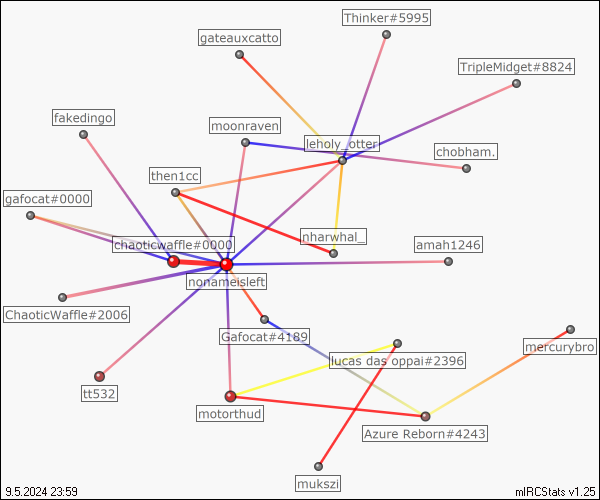 Thinker#5995
gateauxcatto
TripleMidget#8824
fakedingo
moonraven
leholy_otter
chobham.
then1cc
gafocat#0000
nharwhal_
chaoticwaffle#0000
amah1246
nonameisleft
ChaoticWaffle#2006
Gafocat#4189
mercurybro
lucas das oppai#2396
tt532
motorthud
Azure Reborn#4243
mukszi
9.5.2024 23:59
mIRCStats v1.25